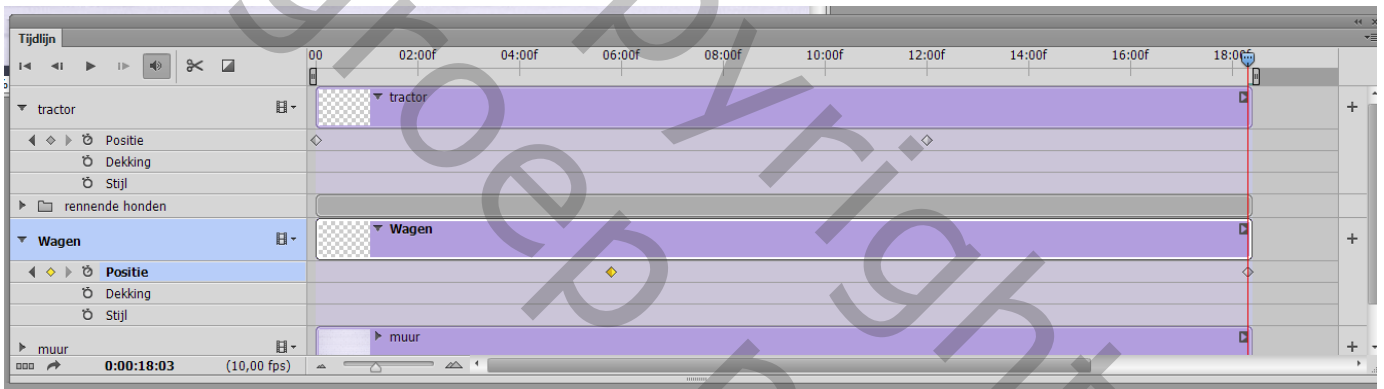 Tijdlijn
00 02:00f 04:00f 06:00f 08:00f 10:00f 12:00f 14:00f 16:00f 18:00f
tractor
tractor
Positie
Dekking
Stijl
rennende honden
Wagen
Wagen
Positie
Dekking
Stijl
muur
muur
0:00:18:03 (10,00 fps)
groep
pyright